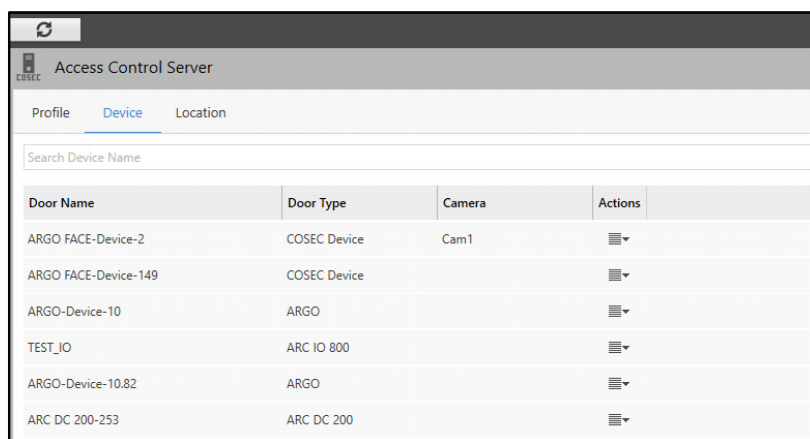 COSEC Access Control Server
Profile Device Location
Search Device Name
Door Name Door Type Camera Actions
ARGO FACE-Device-2 COSEC Device Cam1
ARGO FACE-Device-149 COSEC Device
ARGO-Device-10 ARGO
TEST_IO ARC IO 800
ARGO-Device-10.82 ARGO
ARC DC 200-253 ARC DC 200